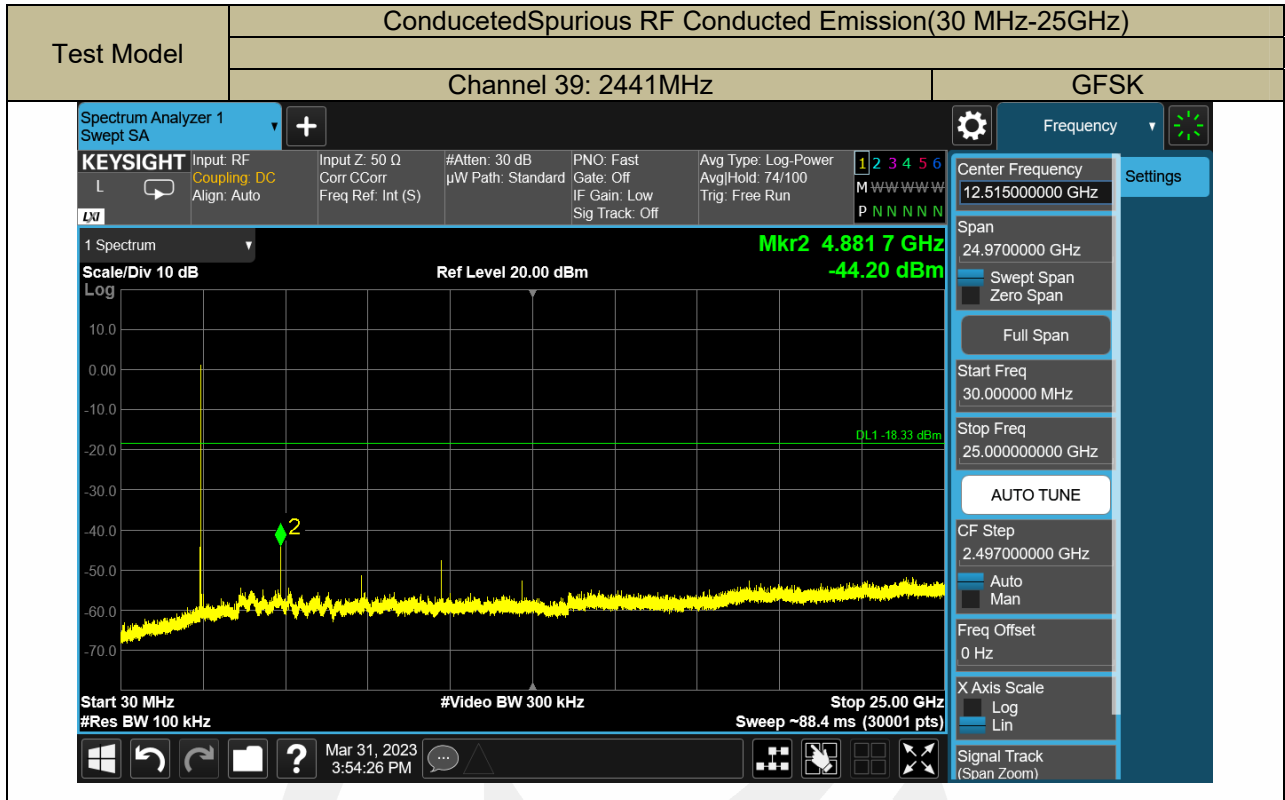 Test Model
ConducetedSpurious RF Conducted Emission(30 MHz-25GHz)
Channel 39: 2441MHz
GFSK
Spectrum Analyzer 1
Swept SA
Frequency
KEYSIGHT
L
LXI
Input: RF
Coupling: DC
Align: Auto
Input Z: 50 Ω
Corr CCorr
Freq Ref: Int (S)
#Atten: 30 dB
µW Path: Standard
PNO: Fast
Gate: Off
IF Gain: Low
Sig Track: Off
Avg Type: Log-Power
Avg|Hold: 74/100
Trig: Free Run
1 2 3 4 5 6
M W W W W W
P N N N N N
1 Spectrum
Scale/Div 10 dB
Log
Ref Level 20.00 dBm
Mkr2 4.881 7 GHz
-44.20 dBm
10.0
0.00
-10.0
DL1 -18.33 dBm
-20.0
-30.0
2
-40.0
-50.0
-60.0
-70.0
Start 30 MHz
#Video BW 300 kHz
Stop 25.00 GHz
#Res BW 100 kHz
Sweep ~88.4 ms (30001 pts)
?
Mar 31, 2023
3:54:26 PM
Center Frequency
12.515000000 GHz
Settings
Span
24.9700000 GHz
Swept Span
Zero Span
Full Span
Start Freq
30.000000 MHz
Stop Freq
25.000000000 GHz
AUTO TUNE
CF Step
2.497000000 GHz
Auto
Man
Freq Offset
0 Hz
X Axis Scale
Log
Lin
Signal Track
(Span Zoom)